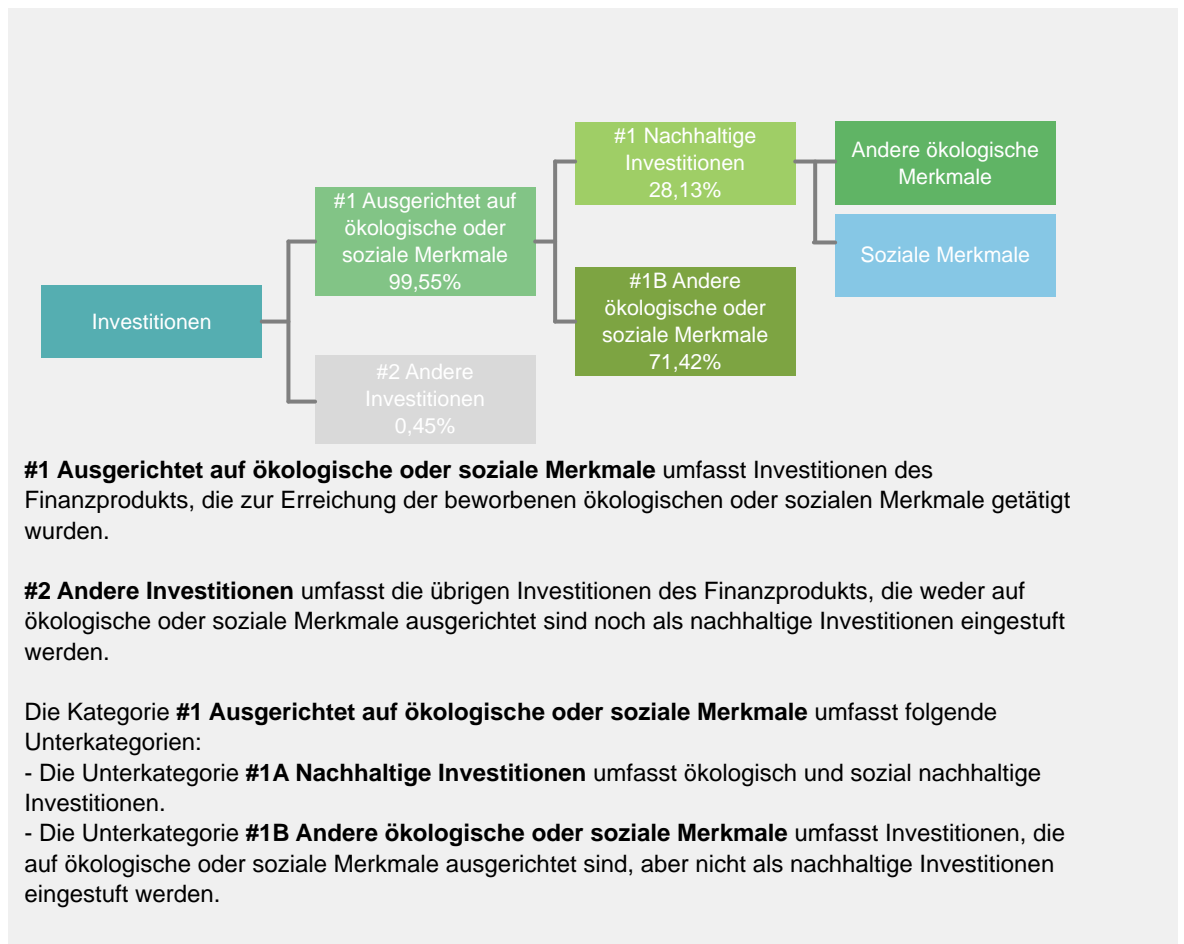 #1 Nachhaltige
Investitionen
28,13%
Andere ökologische
Merkmale
#1 Ausgerichtet auf
ökologische oder
soziale Merkmale
99,55%
Soziale Merkmale
#1B Andere
ökologische oder
soziale Merkmale
71,42%
Investitionen
#2 Andere
Investitionen
0,45%
#1 Ausgerichtet auf ökologische oder soziale Merkmale umfasst Investitionen des
Finanzprodukts, die zur Erreichung der beworbenen ökologischen oder sozialen Merkmale getätigt
wurden.
#2 Andere Investitionen umfasst die übrigen Investitionen des Finanzprodukts, die weder auf
ökologische oder soziale Merkmale ausgerichtet sind noch als nachhaltige Investitionen eingestuft
werden.
Die Kategorie #1 Ausgerichtet auf ökologische oder soziale Merkmale umfasst folgende
Unterkategorien:
- Die Unterkategorie #1A Nachhaltige Investitionen umfasst ökologisch und sozial nachhaltige
Investitionen.
- Die Unterkategorie #1B Andere ökologische oder soziale Merkmale umfasst Investitionen, die
auf ökologische oder soziale Merkmale ausgerichtet sind, aber nicht als nachhaltige Investitionen
eingestuft werden.